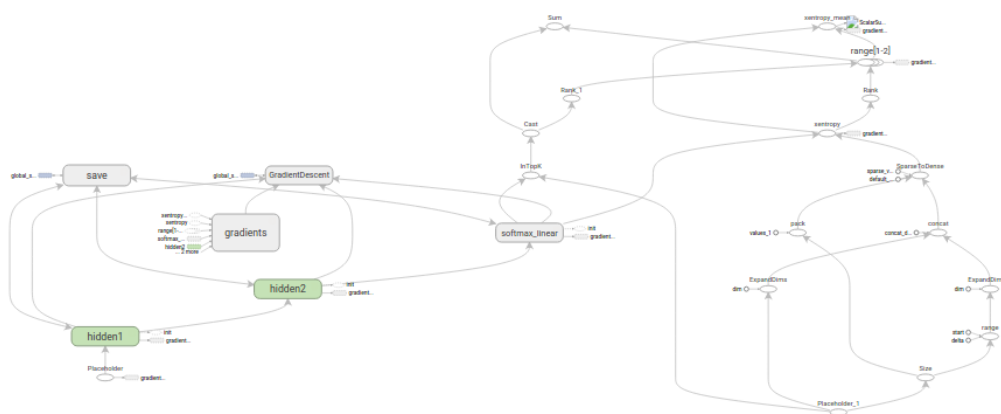 Sum
xentropy_mean
ScalarSu...
gradient...
range[1-2]
gradient...
Rank_1
Rank
Cast
xentropy
gradient...
InTopK
SparseToDense
sparse_v...
default_...
global_s...
save
global_s...
GradientDescent
xentropy...
xentropy
softmax_...
hidden2
... 2 more
gradients
softmax_linear
init
gradient...
values_1
pack
concat_d...
concat
hidden2
init
gradient...
dim
ExpandDims
dim
ExpandDim
hidden1
init
gradient...
start
delta
range
Placeholder
gradient...
Size
Placeholder_1